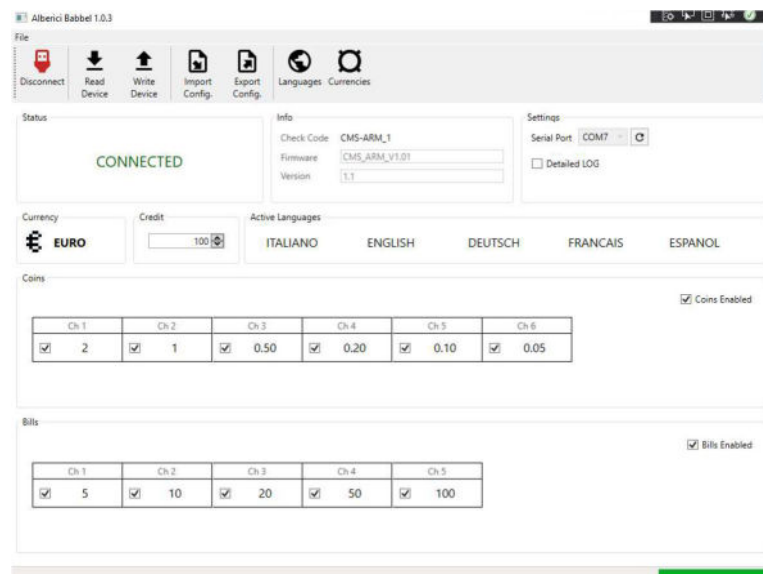 Alberici Babbel 1.0.3
File
Disconnect
Read Device
Write Device
Import Config.
Export Config.
Languages
Currencies
Status
CONNECTED
Info
Check Code CMS-ARM_1
Firmware CMS_ARM_V1.01
Version 1.1
Settings
Serial Port COM7
Detailed LOG
Currency
€ EURO
Credit
100
Active Languages
ITALIANO ENGLISH DEUTSCH FRANCAIS ESPANOL
Coins
Coins Enabled
Ch 1 Ch 2 Ch 3 Ch 4 Ch 5 Ch 6
2 1 0.50 0.20 0.10 0.05
Bills
Bills Enabled
Ch 1 Ch 2 Ch 3 Ch 4 Ch 5
5 10 20 50 100